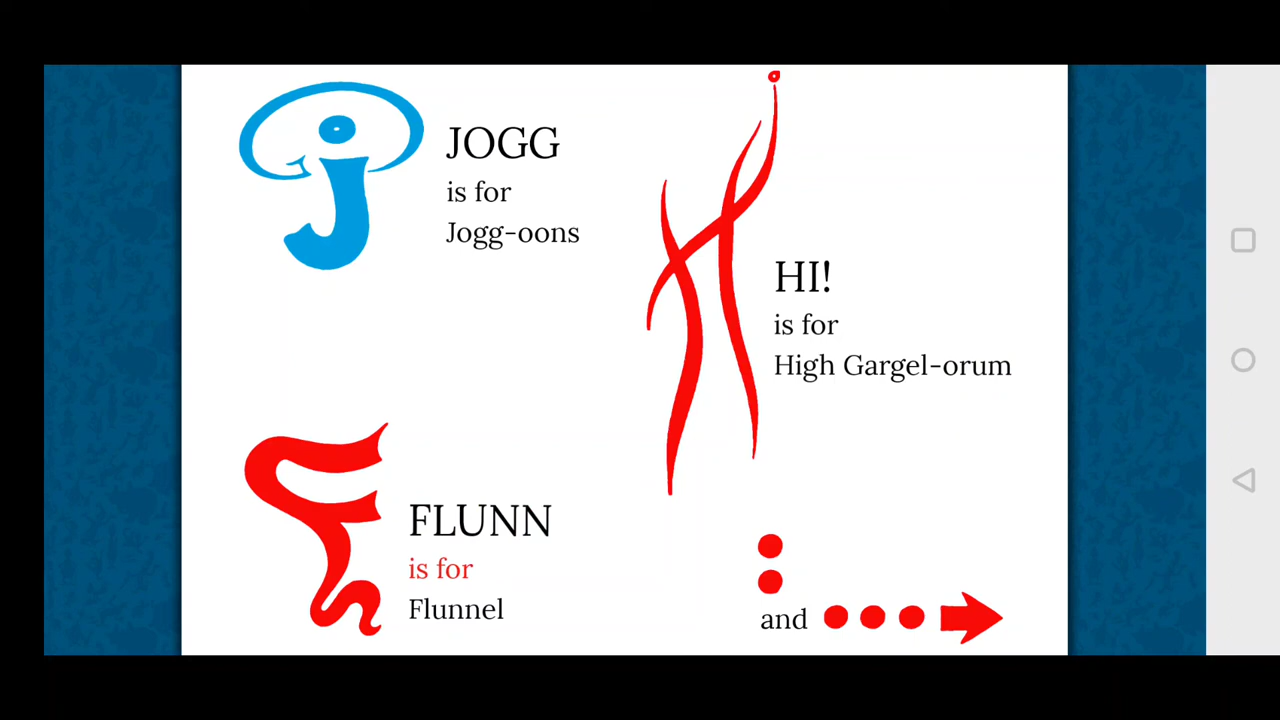 JOGG
is for
Jogg-oons
HI!
is for
High Gargel-orum
FLUNN
is for
Flunnel
and